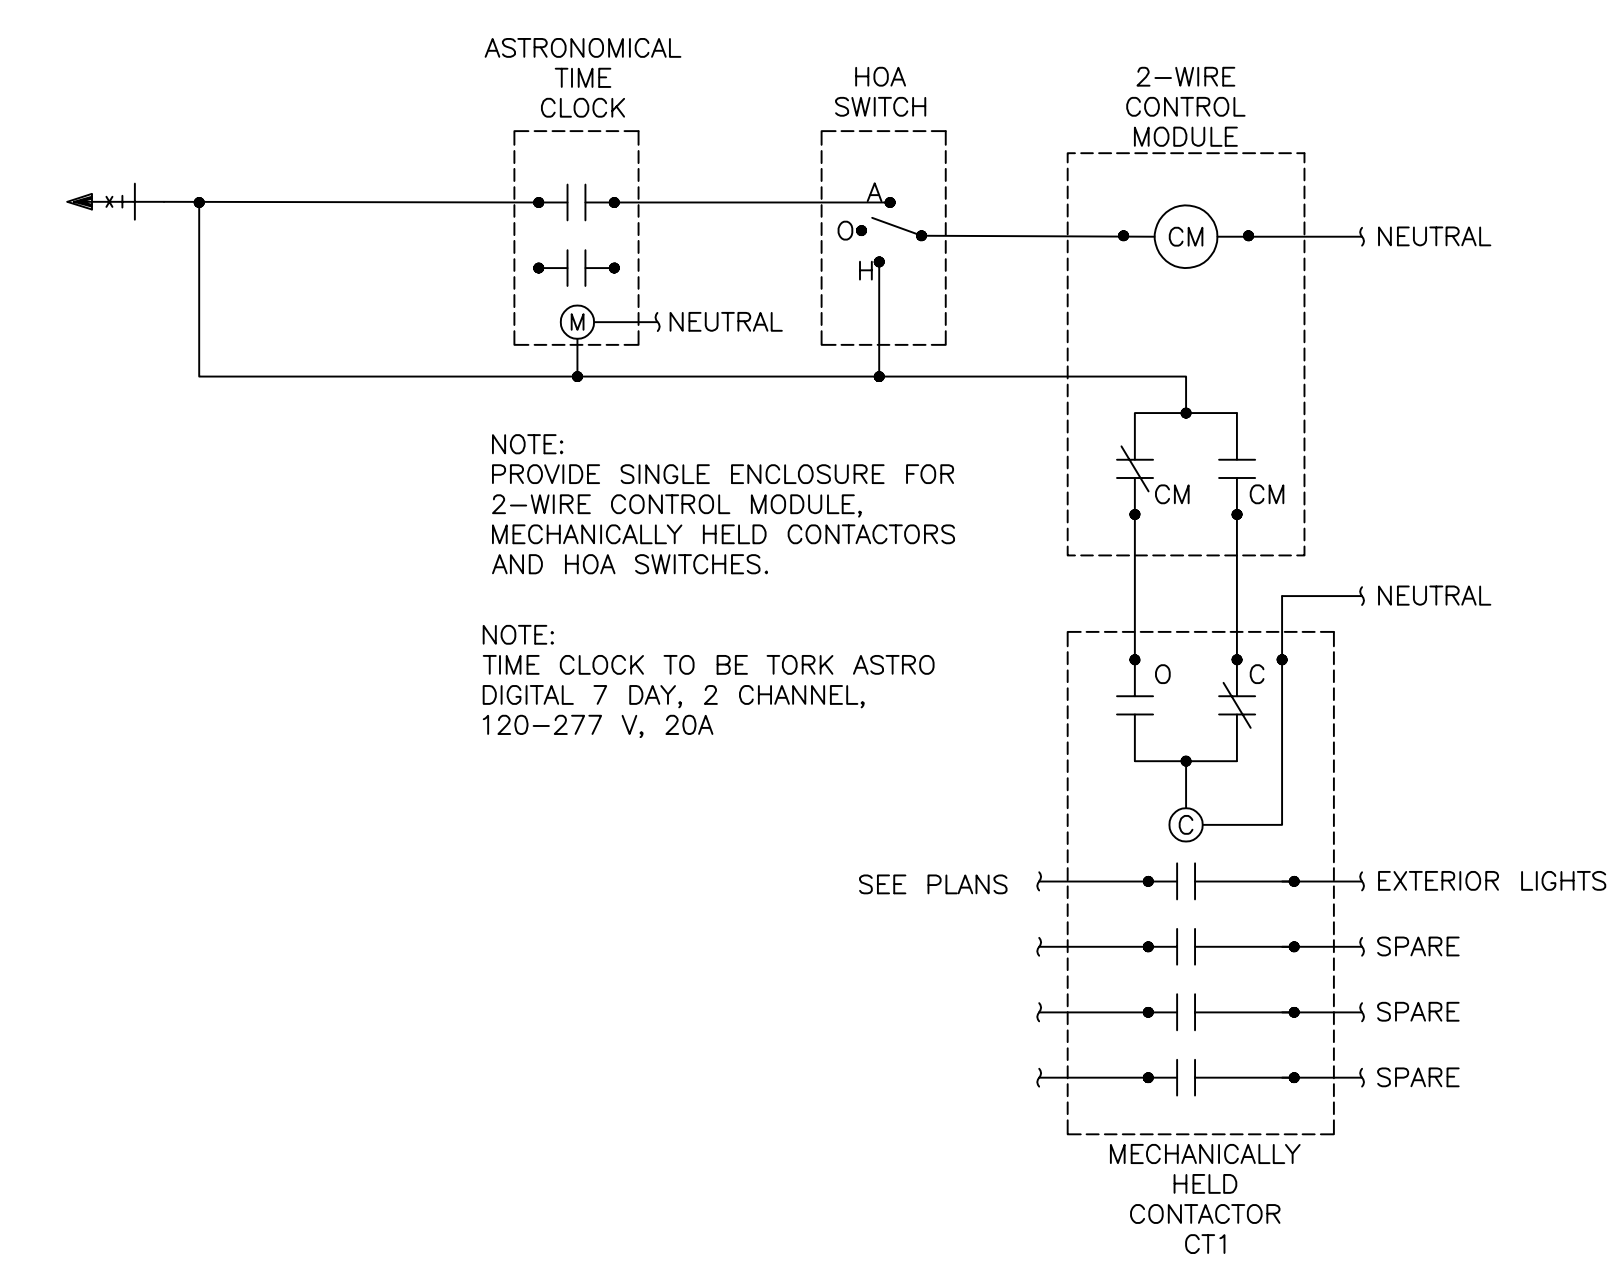 ASTRONOMICAL
TIME
CLOCK
HOA
SWITCH
2-WIRE
CONTROL
MODULE
X1
A
O
H
CM
NEUTRAL
M
NEUTRAL
NOTE:
PROVIDE SINGLE ENCLOSURE FOR
2-WIRE CONTROL MODULE,
MECHANICALLY HELD CONTACTORS
AND HOA SWITCHES.
CM
CM
NEUTRAL
NOTE:
TIME CLOCK TO BE TORK ASTRO
DIGITAL 7 DAY, 2 CHANNEL,
120-277 V, 20A
O
C
C
SEE PLANS
EXTERIOR LIGHTS
SPARE
SPARE
SPARE
MECHANICALLY
HELD
CONTACTOR
CT1